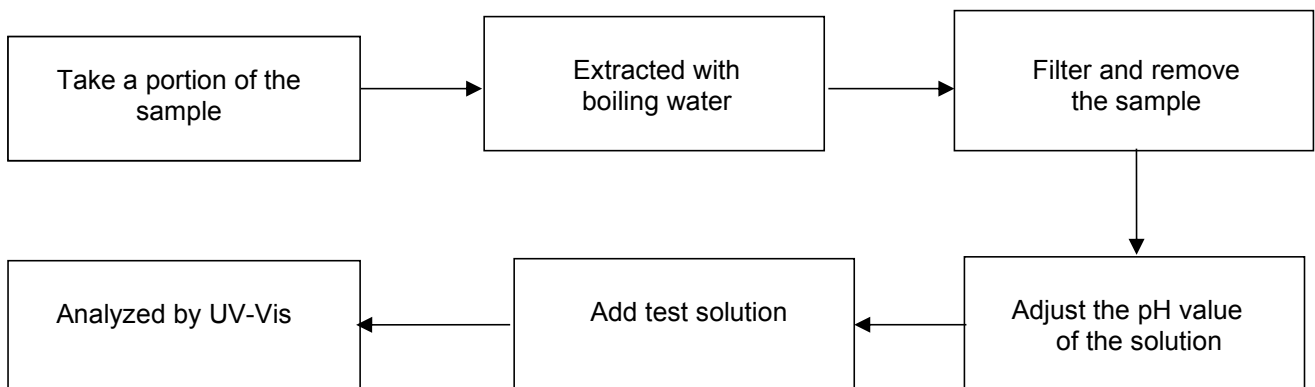 Take a portion of the
sample
Extracted with
boiling water
Filter and remove
the sample
Adjust the pH value
of the solution
Add test solution
Analyzed by UV-Vis